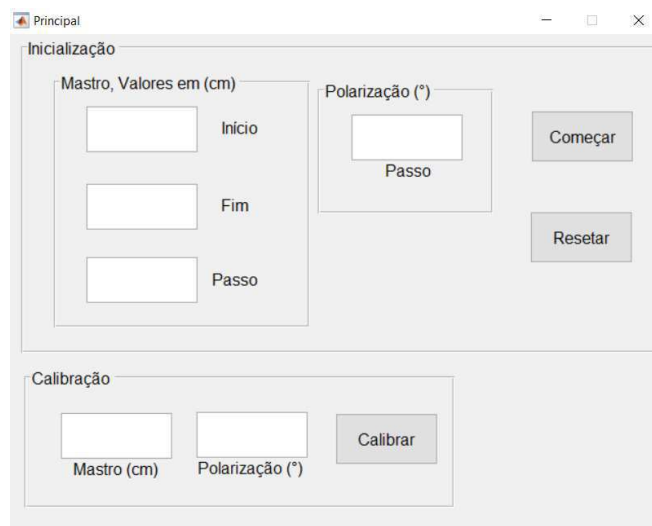 Principal
Inicialização
Mastro, Valores em (cm)
Início
Fim
Passo
Polarização (°)
Passo
Começar
Resetar
Calibração
Mastro (cm)
Polarização (°)
Calibrar